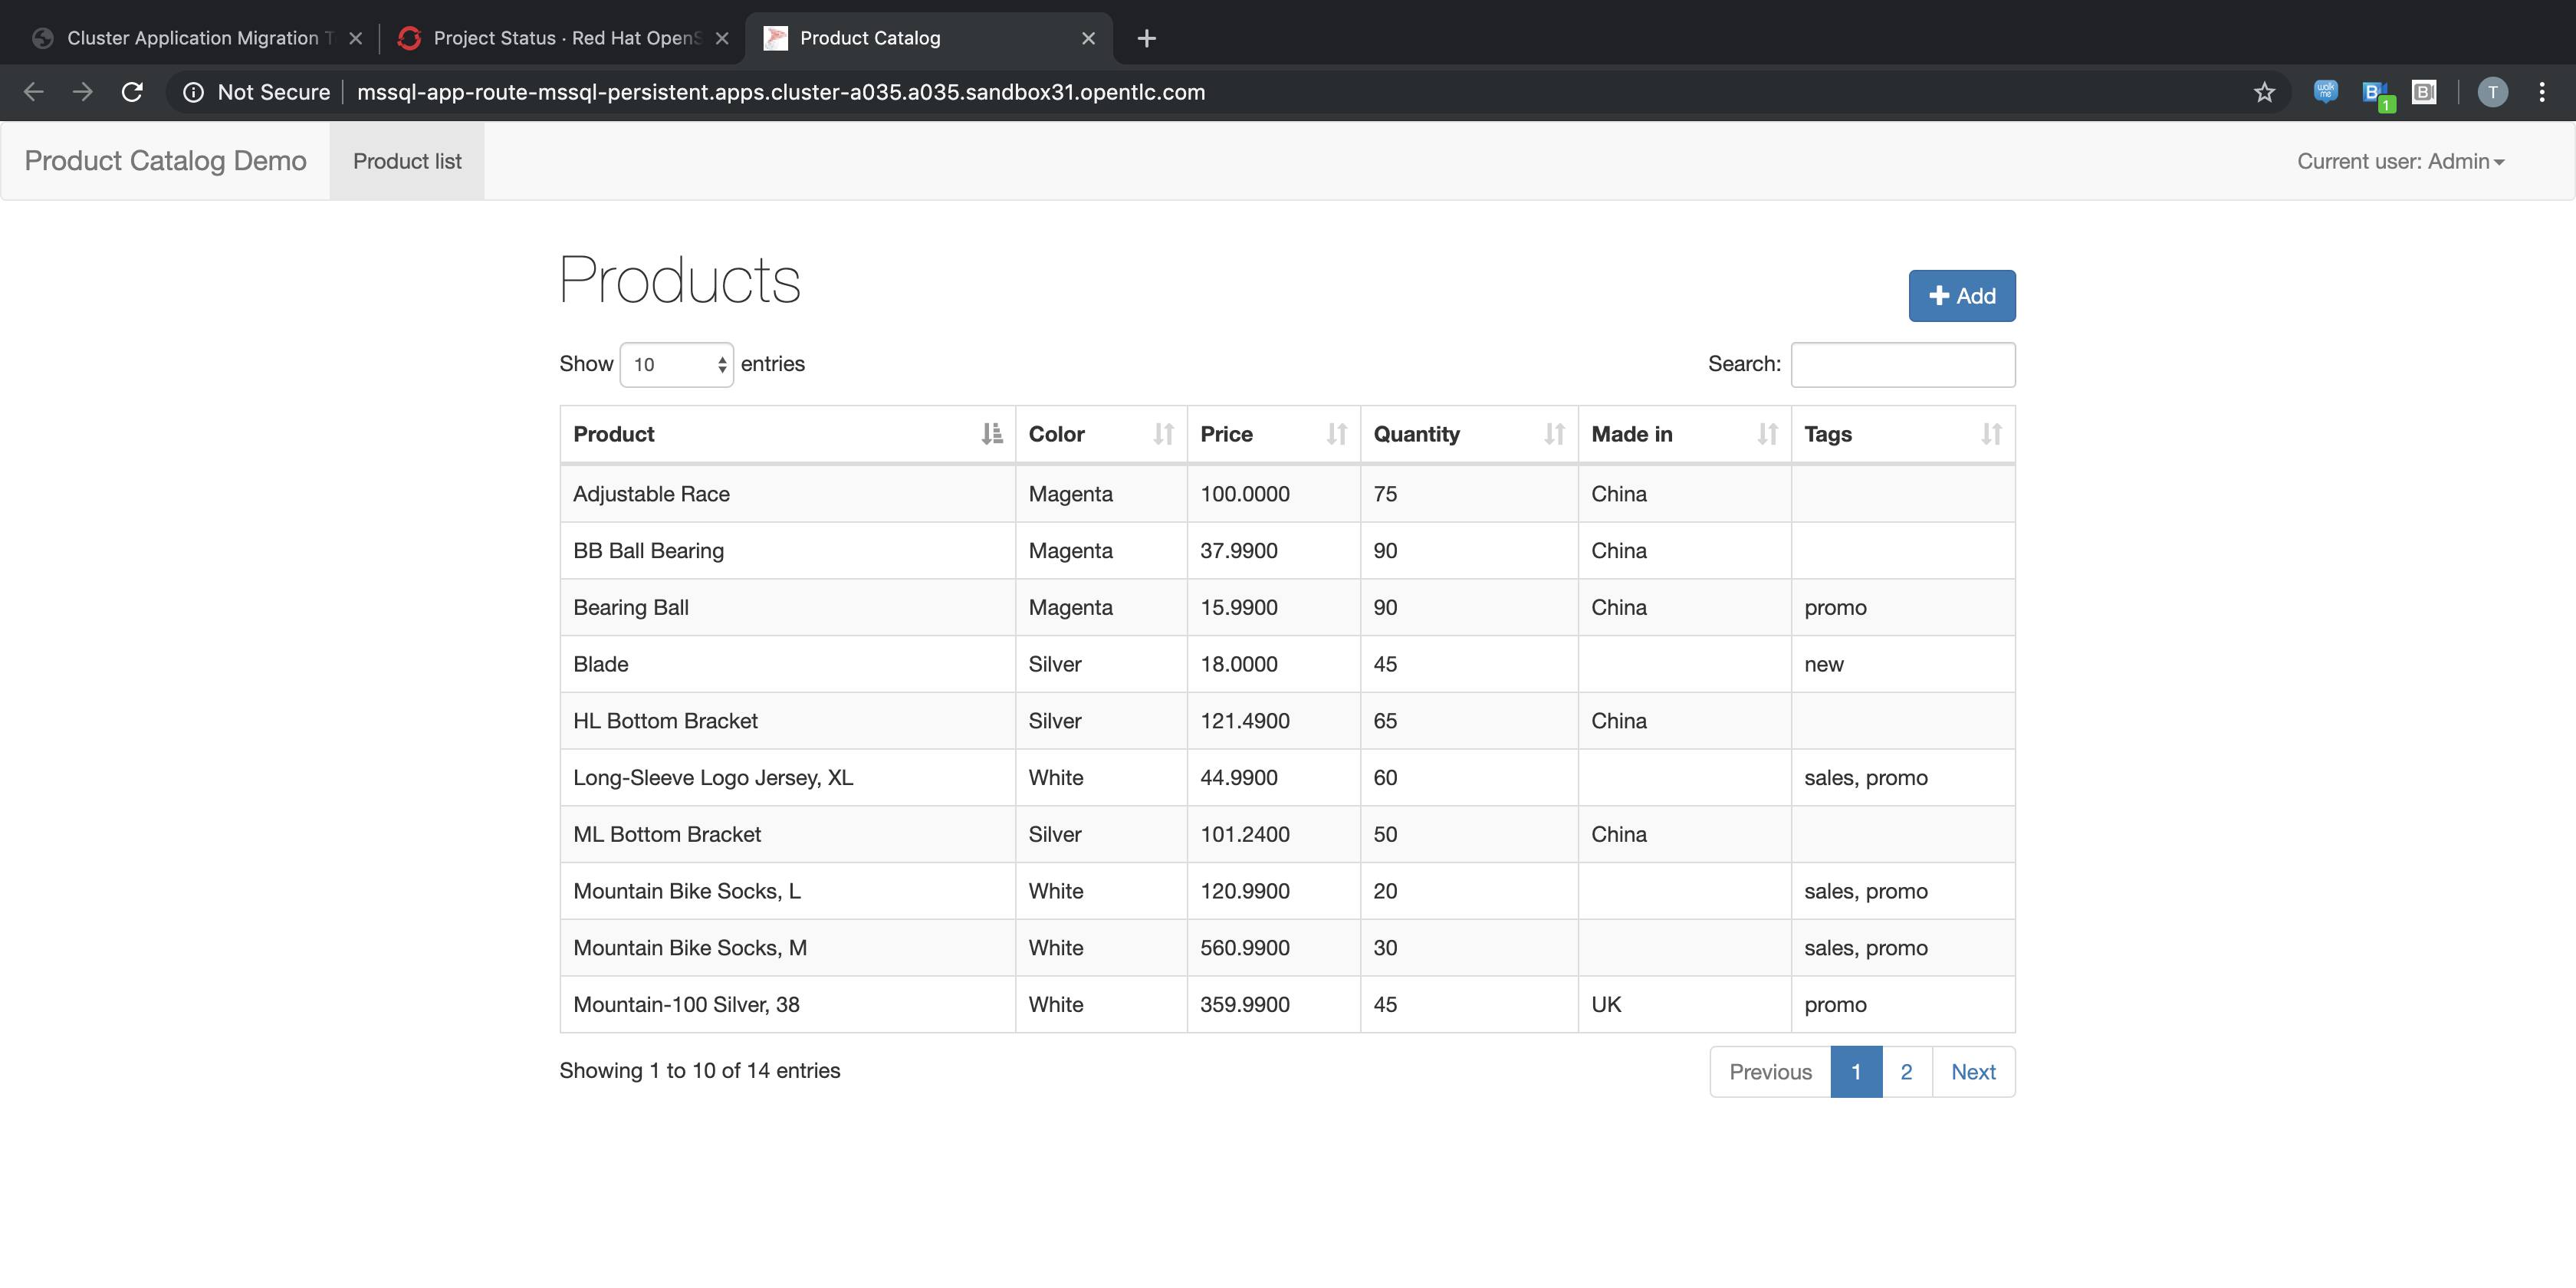 Cluster Application Migration T
Project Status · Red Hat OpenS
Product Catalog
Not Secure
mssql-app-route-mssql-persistent.apps.cluster-a035.a035.sandbox31.opentlc.com
walk me
B 1
B
T
Product Catalog Demo
Product list
Current user: Admin
Products
Add
Show 10 entries
Search:
Product Color Price Quantity Made in Tags
Adjustable Race Magenta 100.0000 75 China
BB Ball Bearing Magenta 37.9900 90 China
Bearing Ball Magenta 15.9900 90 China promo
Blade Silver 18.0000 45 new
HL Bottom Bracket Silver 121.4900 65 China
Long-Sleeve Logo Jersey, XL White 44.9900 60 sales, promo
ML Bottom Bracket Silver 101.2400 50 China
Mountain Bike Socks, L White 120.9900 20 sales, promo
Mountain Bike Socks, M White 560.9900 30 sales, promo
Mountain-100 Silver, 38 White 359.9900 45 UK promo
Showing 1 to 10 of 14 entries
Previous 1 2 Next